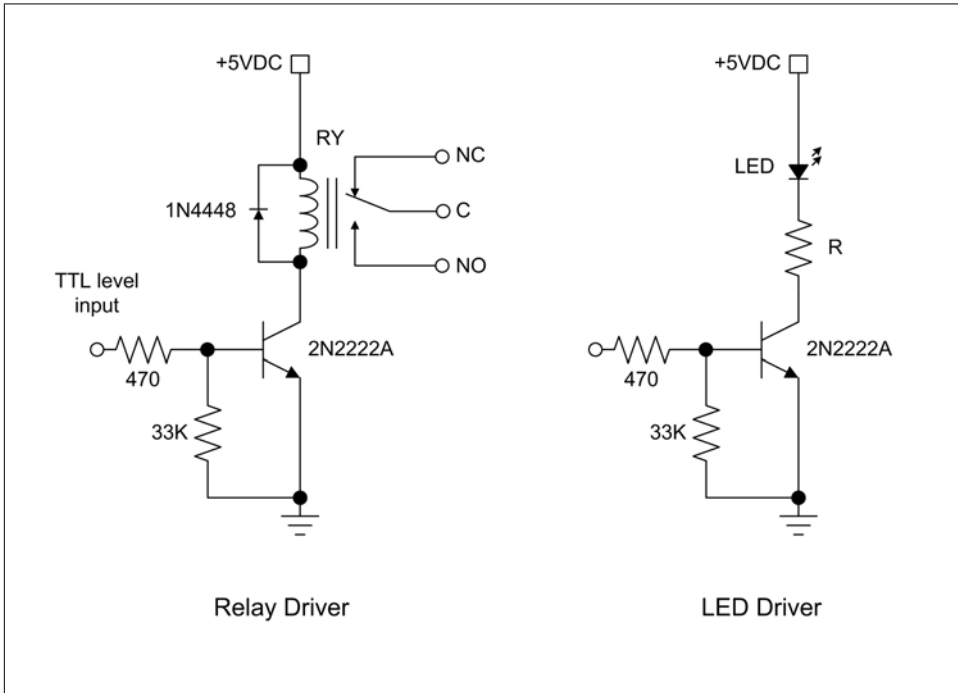 +5VDC
RY
NC
1N4448
C
NO
TTL level
input
2N2222A
470
33K
Relay Driver
+5VDC
LED
R
2N2222A
470
33K
LED Driver